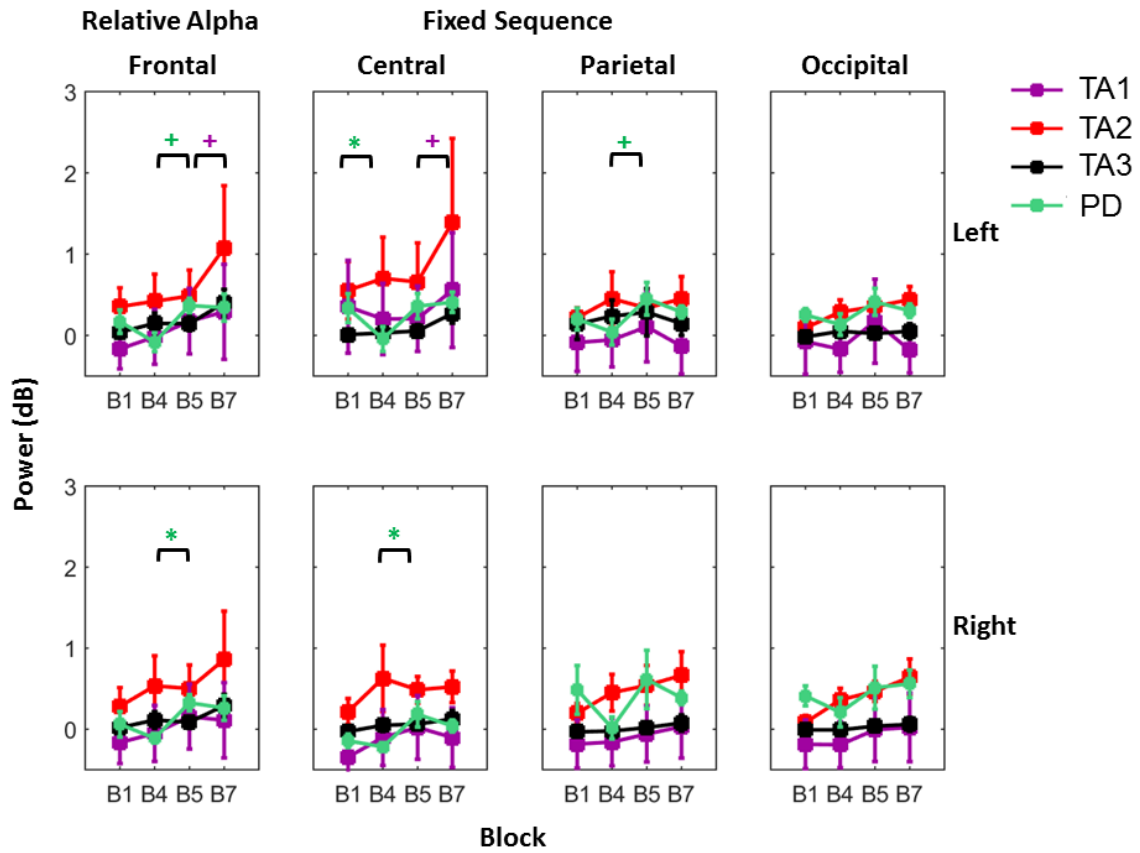 Relative Alpha Fixed Sequence
Frontal Central Parietal Occipital
TA1
TA2
TA3
PD
Left
3
2
1
0
+ +
* +
+
B1 B4 B5 B7 B1 B4 B5 B7 B1 B4 B5 B7 B1 B4 B5 B7
Power (dB)
Right
3
2
1
0
*
*
B1 B4 B5 B7 B1 B4 B5 B7 B1 B4 B5 B7 B1 B4 B5 B7
Block